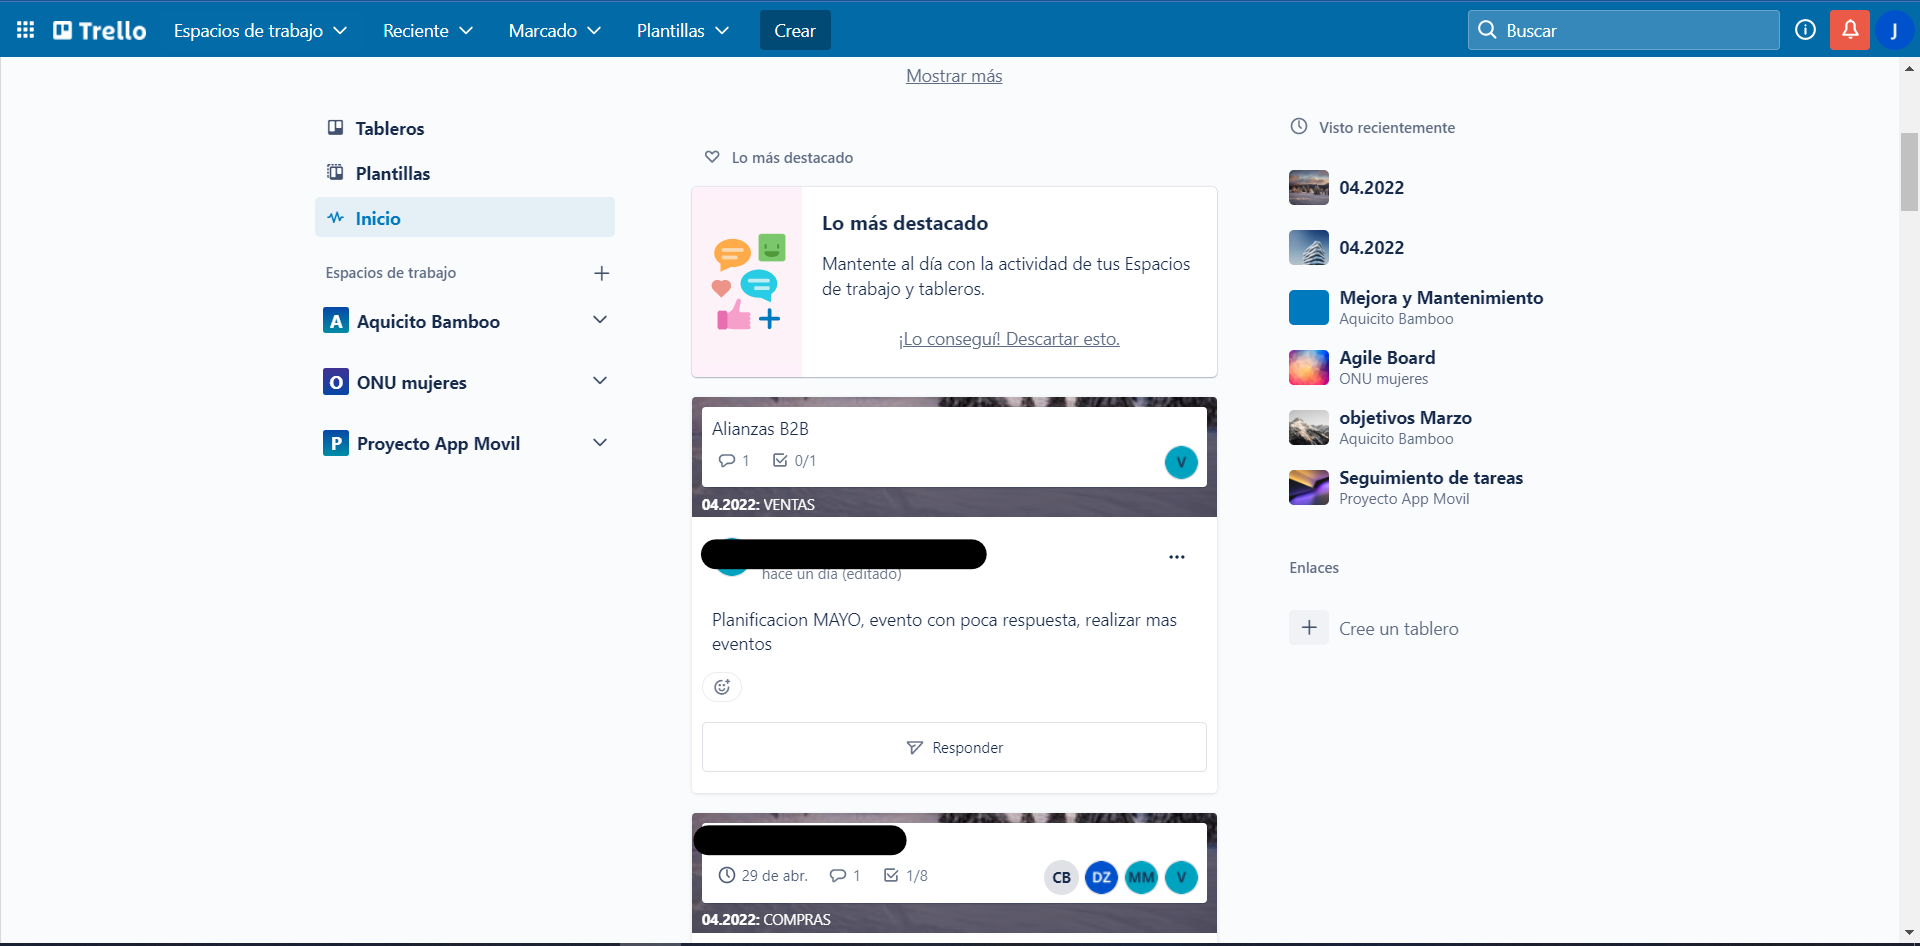 Trello
Espacios de trabajo
Reciente
Marcado
Plantillas
Crear
Buscar
J
Mostrar más
Tableros
Plantillas
Inicio
Espacios de trabajo
A Aquicito Bamboo
O ONU mujeres
P Proyecto App Movil
Lo más destacado
Lo más destacado
Mantente al día con la actividad de tus Espacios
de trabajo y tableros.
¡Lo conseguí! Descartar esto.
Alianzas B2B
1 0/1
V
04.2022: VENTAS
hace un día (editado)
Planificacion MAYO, evento con poca respuesta, realizar mas
eventos
Responder
29 de abr. 1 1/8
CB DZ MM V
04.2022: COMPRAS
Visto recientemente
04.2022
04.2022
Mejora y Mantenimiento
Aquicito Bamboo
Agile Board
ONU mujeres
objetivos Marzo
Aquicito Bamboo
Seguimiento de tareas
Proyecto App Movil
Enlaces
Cree un tablero